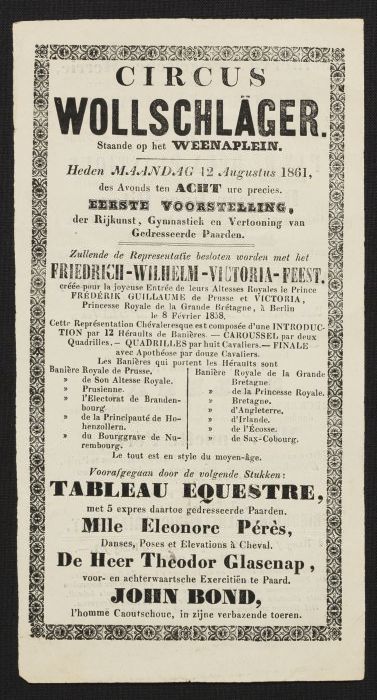 CIRCUS
WOLLSCHLÄGER.
Staande op het WEENAPLEIN.
Heden MAANDAG 12 Augustus 1861,
des Avonds ten ACHT ure precies.
EERSTE VOORSTELLING,
der Rijkunst, Gymnastiek en Vertooning van
Gedresseerde Paarden.
Zullende de Representatie besloten worden met het
FRIEDRICH-WILHELM-VICTORIA-FEEST.
créée pour la joyeuse Entrée de leurs Altesses Royales le Prince
FRÉDÉRIK GUILLAUME de Prusse et VICTORIA,
Princesse Royale de la Grande Brétagne, à Berlin
le 8 Février 1858.
Cette Représentation Chévaleresque est composée d'une INTRODUC-
TION par 12 Héraults de Banières. — CAROUSSEL par deux
Quadrilles. — QUADRILLES par huit Cavaliers. — FINALE
avec Apothéose par douze Cavaliers.
Les Banières qui portent les Héraults sont
Banière Royale de Prusse.
» de Son Altesse Royale.
» Prusienne.
» l'Electorat de Branden-
bourg
» de la Principauté de Ho-
henzollern.
» du Bourggrave de Nu-
rembourg.
Banière Royale de la Grande
Bretagne
» de la Princesse Royale.
» Bretagne.
» d'Angleterre.
» d'Irlande.
» de l'Écosse.
» de Sax-Cobourg.
Le tout est en style du moyen-âge.
Voorafgegaan door de volgende Stukken:
TABLEAU EQUESTRE,
met 5 expres daartoe gedresseerde Paarden.
Mlle Eleonore Pérès,
Danses, Poses et Elevations à Cheval.
De Heer Theodor Glasenap,
voor- en achterwaartsche Exercitiën te Paard.
JOHN BOND,
l'homme Caoutschouc, in zijne verbazende toeren.